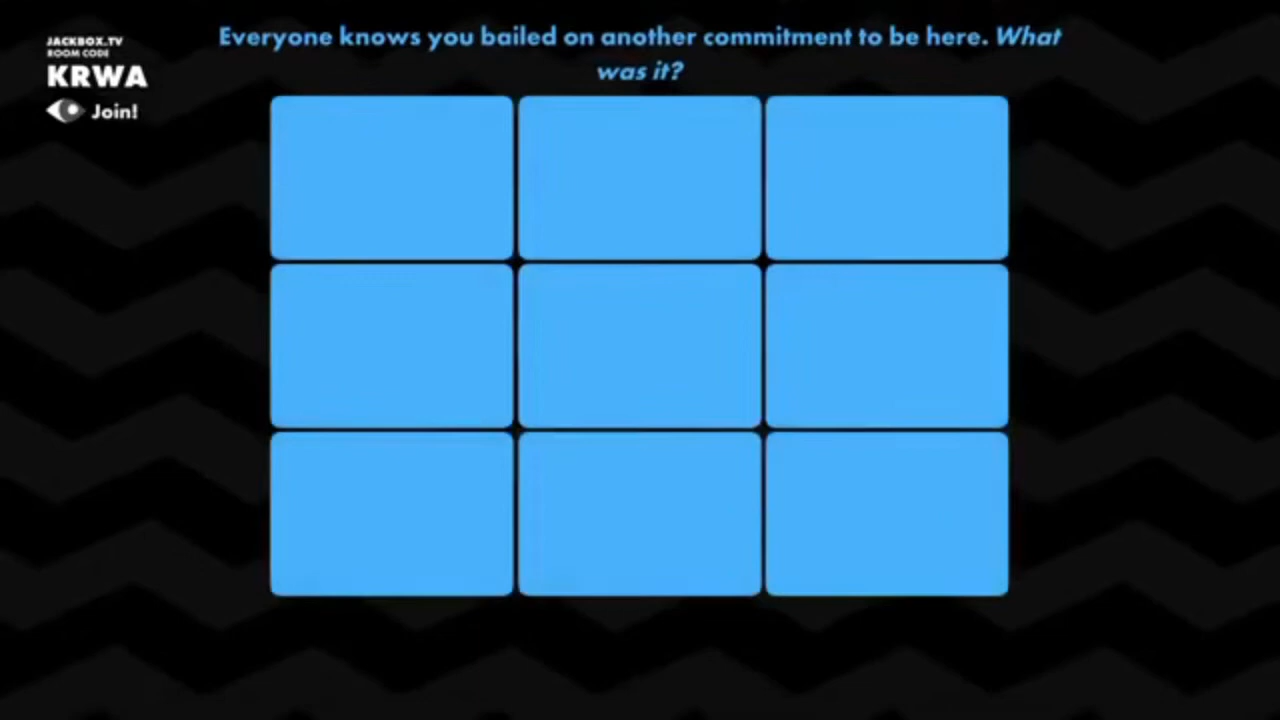 JACKBOX.TV
ROOM CODE
KRWA
Join!
Everyone knows you bailed on another commitment to be here. What
was it?